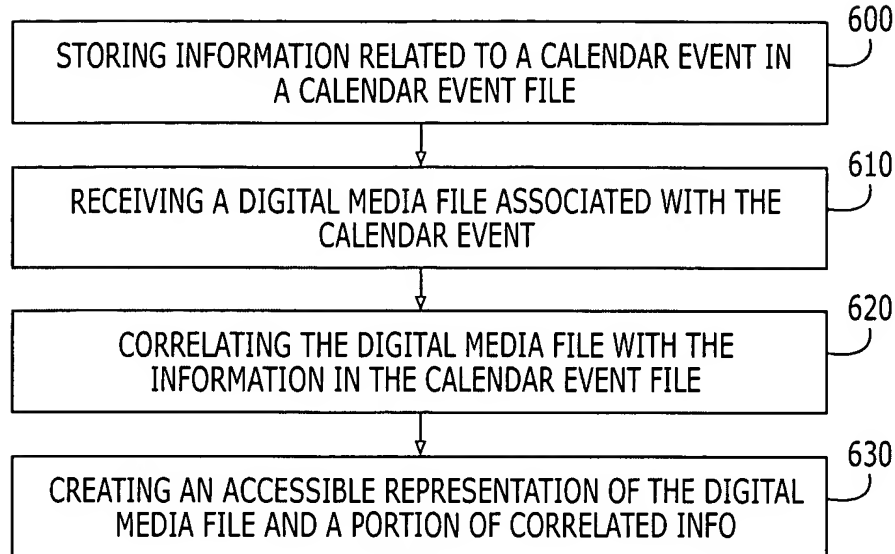 600
STORING INFORMATION RELATED TO A CALENDAR EVENT IN
A CALENDAR EVENT FILE
610
RECEIVING A DIGITAL MEDIA FILE ASSOCIATED WITH THE
CALENDAR EVENT
620
CORRELATING THE DIGITAL MEDIA FILE WITH THE
INFORMATION IN THE CALENDAR EVENT FILE
630
CREATING AN ACCESSIBLE REPRESENTATION OF THE DIGITAL
MEDIA FILE AND A PORTION OF CORRELATED INFO